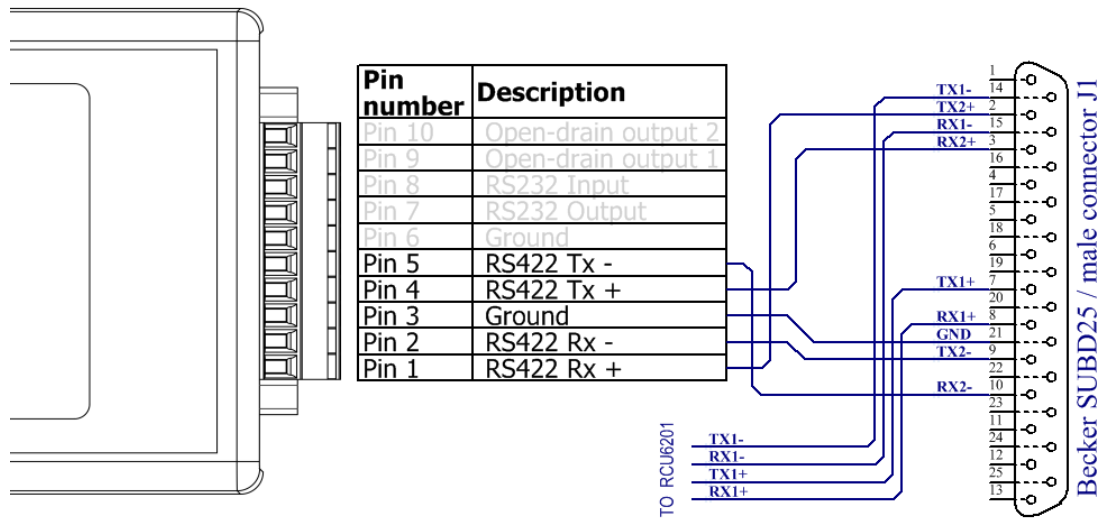 Pin number Description
Pin 10 Open-drain output 2
Pin 9 Open-drain output 1
Pin 8 RS232 Input
Pin 7 RS232 Output
Pin 6 Ground
Pin 5 RS422 Tx -
Pin 4 RS422 Tx +
Pin 3 Ground
Pin 2 RS422 Rx -
Pin 1 RS422 Rx +
1
TX1- 14
TX2+ 2
RX1- 15
RX2+ 3
16
4
17
5
18
6
19
TX1+ 7
20
RX1+ 8
GND 21
TX2- 9
22
RX2- 10
23
11
24
12
25
13
Becker SUBD25 / male connector J1
TO RCU6201
TX1-
RX1-
TX1+
RX1+